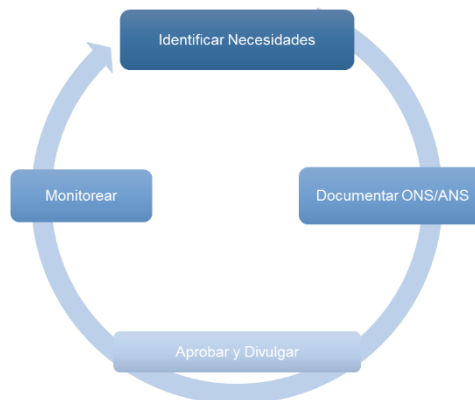 Identificar Necesidades
Documentar ONS/ANS
Aprobar y Divulgar
Monitorear